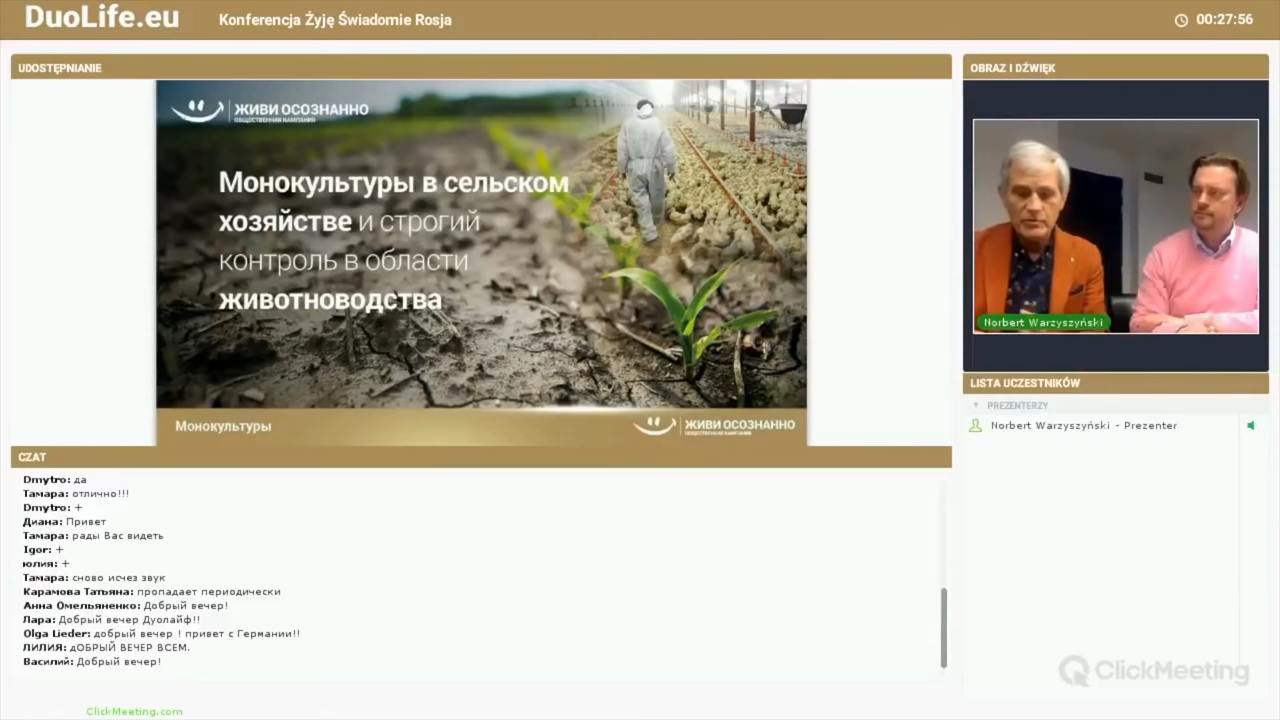 DuoLife.eu
Konferencja Żyję Świadomie Rosja
00:27:56
UDOSTĘPNIANIE
OBRAZ I DŹWIĘK
ЖИВИ ОСОЗНАННО
ОБЩЕСТВЕННАЯ КАМПАНИЯ
Монокультуры в сельском
хозяйстве и строгий
контроль в области
животноводства
Norbert Warzyszyński
Монокультуры
ЖИВИ ОСОЗНАННО
ОБЩЕСТВЕННАЯ КАМПАНИЯ
LISTA UCZESTNIKÓW
PREZENTERZY
Norbert Warzyszyński - Prezenter
CZAT
Dmytro: да
Тамара: отлично!!!
Dmytro: +
Диана: Привет
Тамара: рады Вас видеть
Igor: +
юлия: +
Тамара: сново исчез звук
Карамова Татьяна: пропадает периодически
Анна Омельяненко: Добрый вечер!
Лара: Добрый вечер Дуолайф!!
Olga Lieder: добрый вечер ! привет с Германии!!
ЛИЛИЯ: дОБРЫЙ ВЕЧЕР ВСЕМ.
Василий: Добрый вечер!
ClickMeeting
ClickMeeting.com